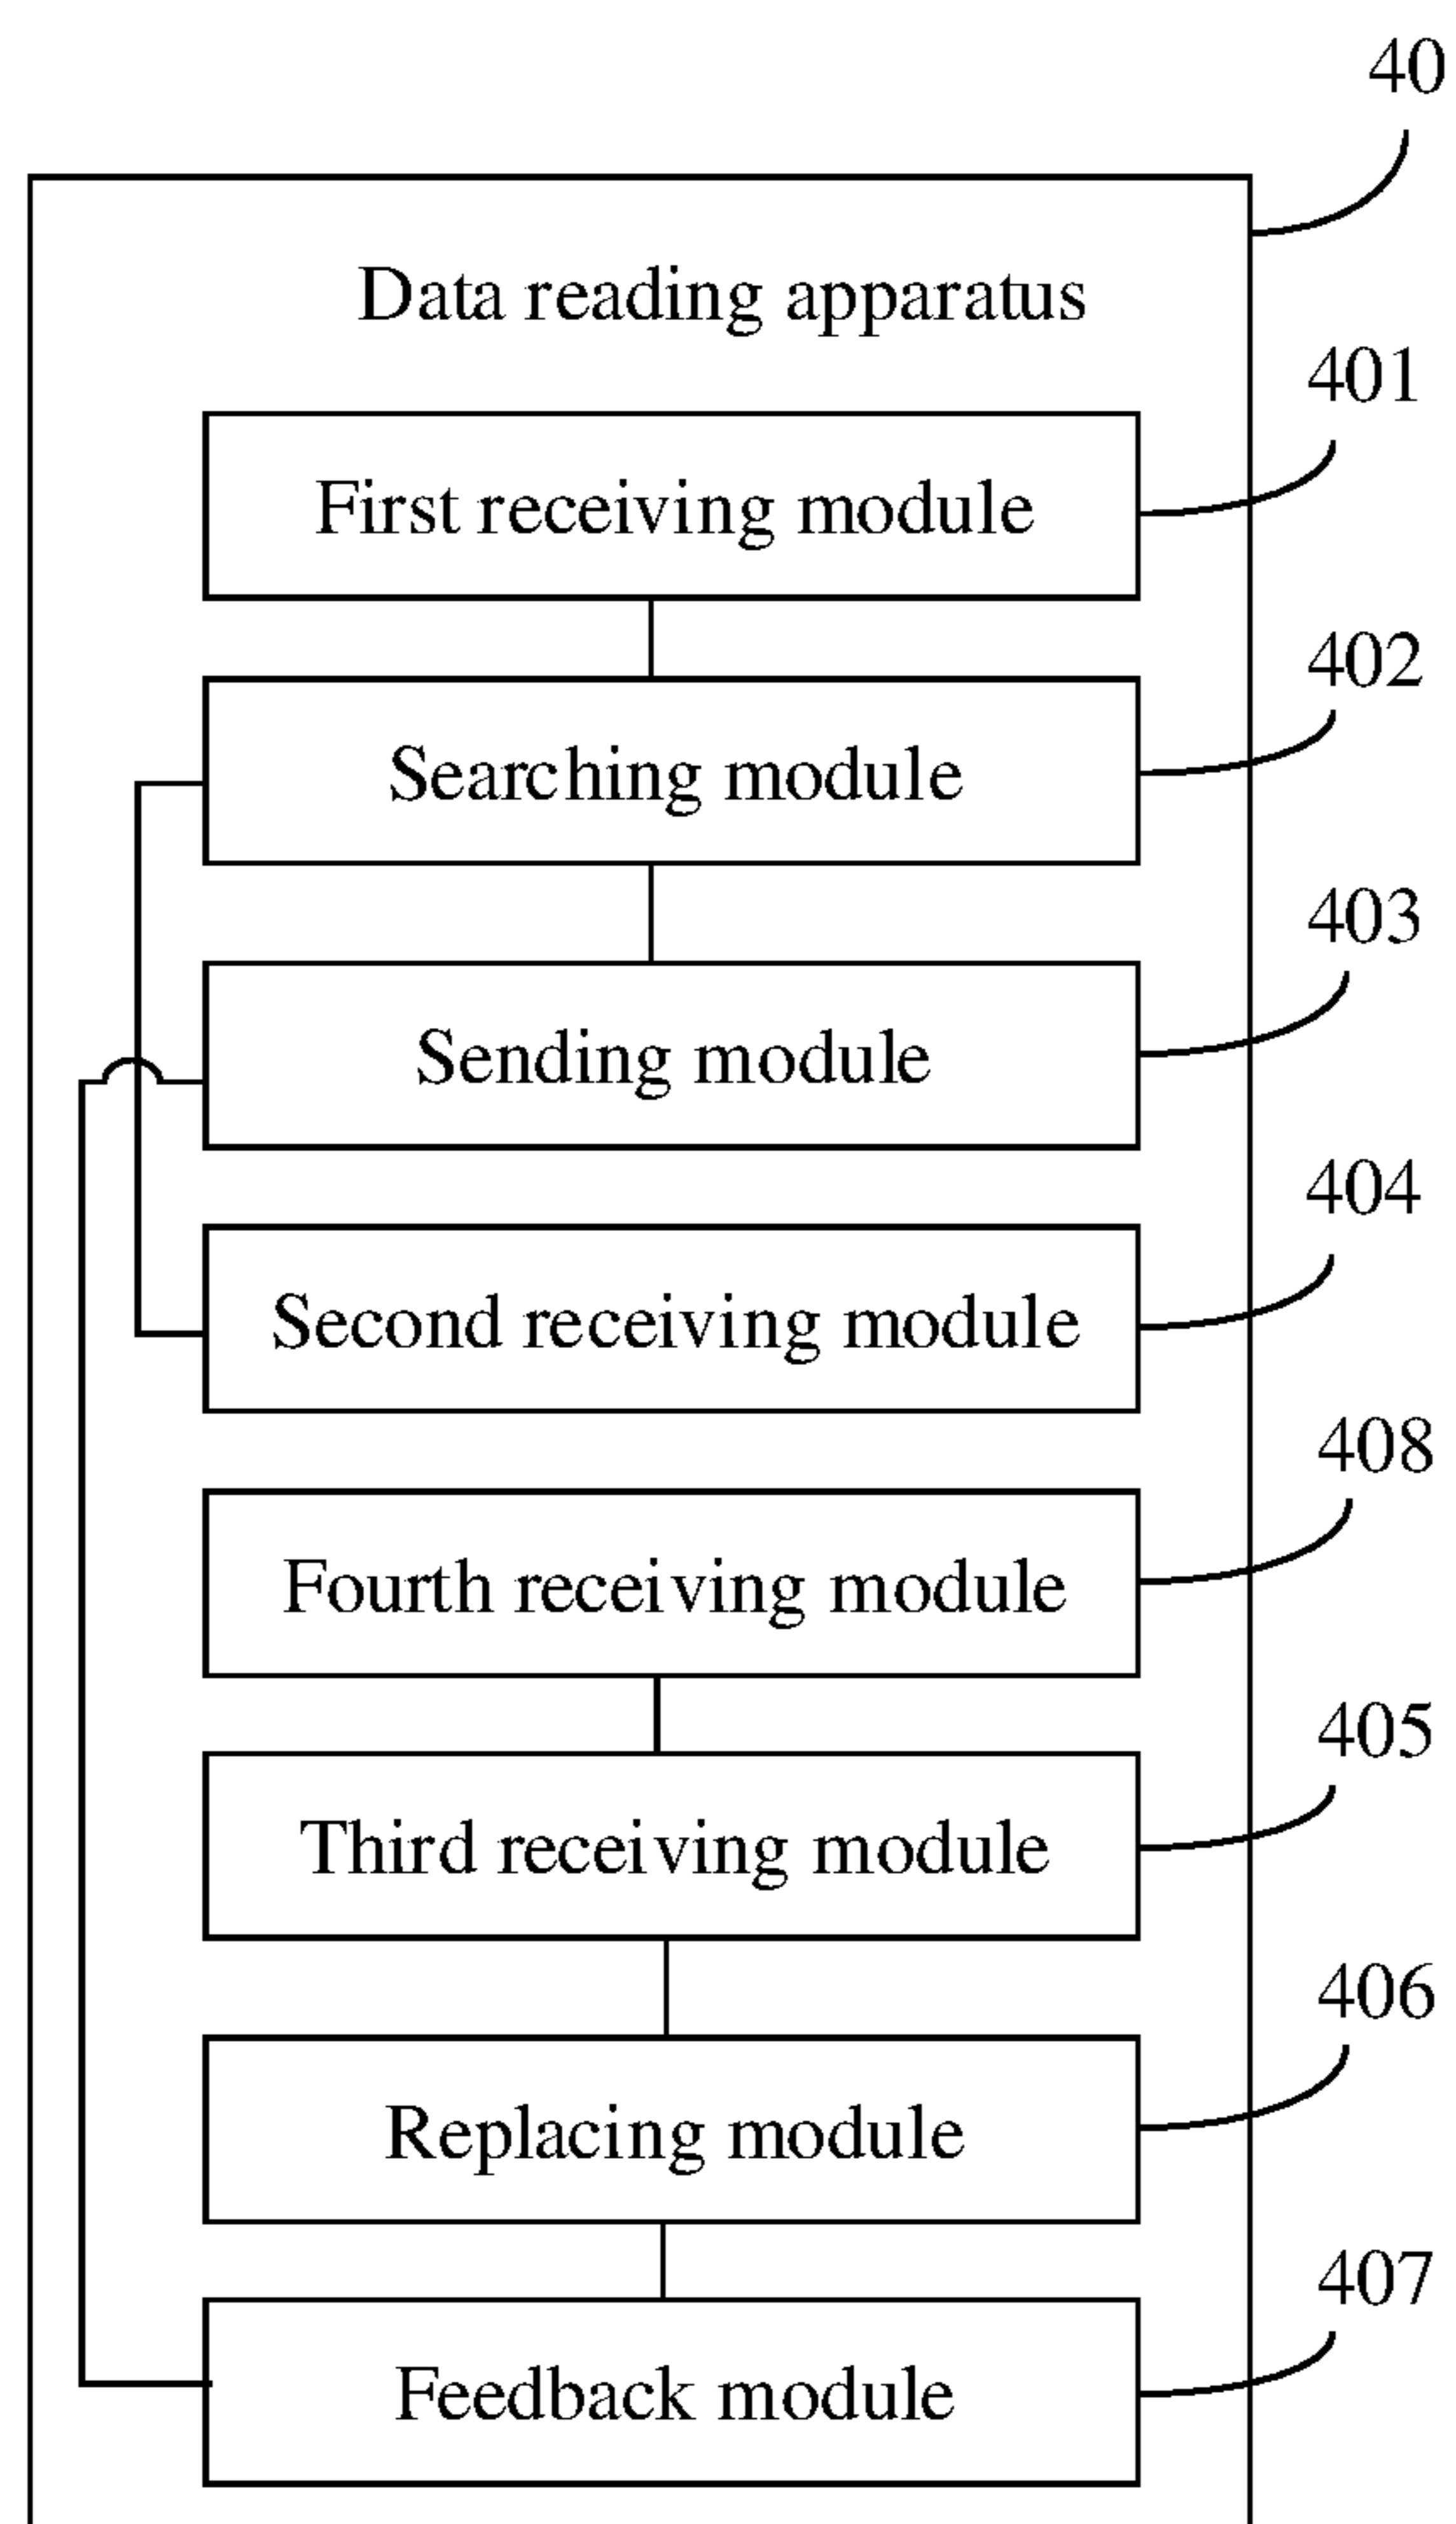 40
Data reading apparatus
401
First receiving module
402
Searching module
403
Sending module
404
Second receiving module
408
Fourth receiving module
405
Third receiving module
406
Replacing module
407
Feedback module